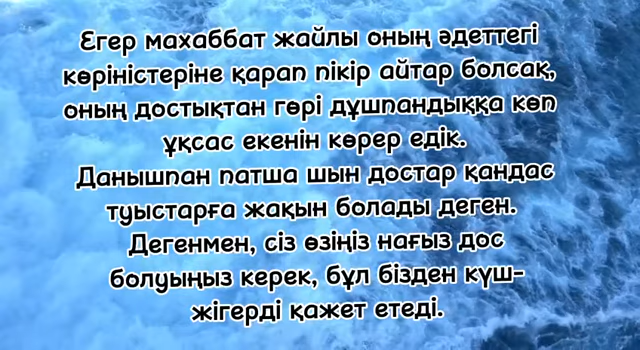 Егер махаббат жайлы оның әдеттегі
көріністеріне қарап пікір айтар болсақ,
оның достықтан гөрі дұшпандыққа көп
ұқсас екенін көрер едік.
Данышпан патша шын достар қандас
туыстарға жақын болады деген.
Дегенмен, сіз өзіңіз нағыз дос
болуыңыз керек, бұл бізден күш-
жігерді қажет етеді.